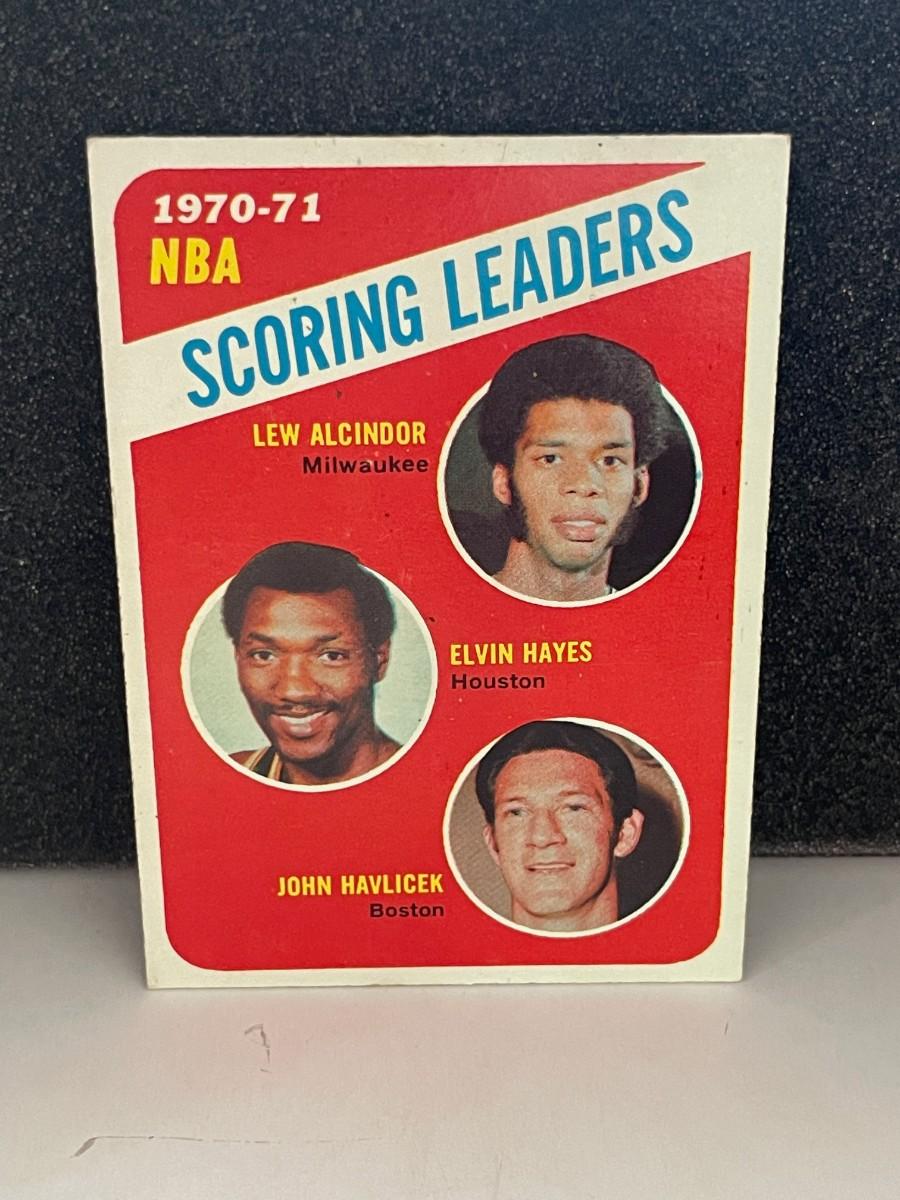 1970-71
NBA
SCORING LEADERS
LEW ALCINDOR
Milwaukee
ELVIN HAYES
Houston
JOHN HAVLICEK
Boston